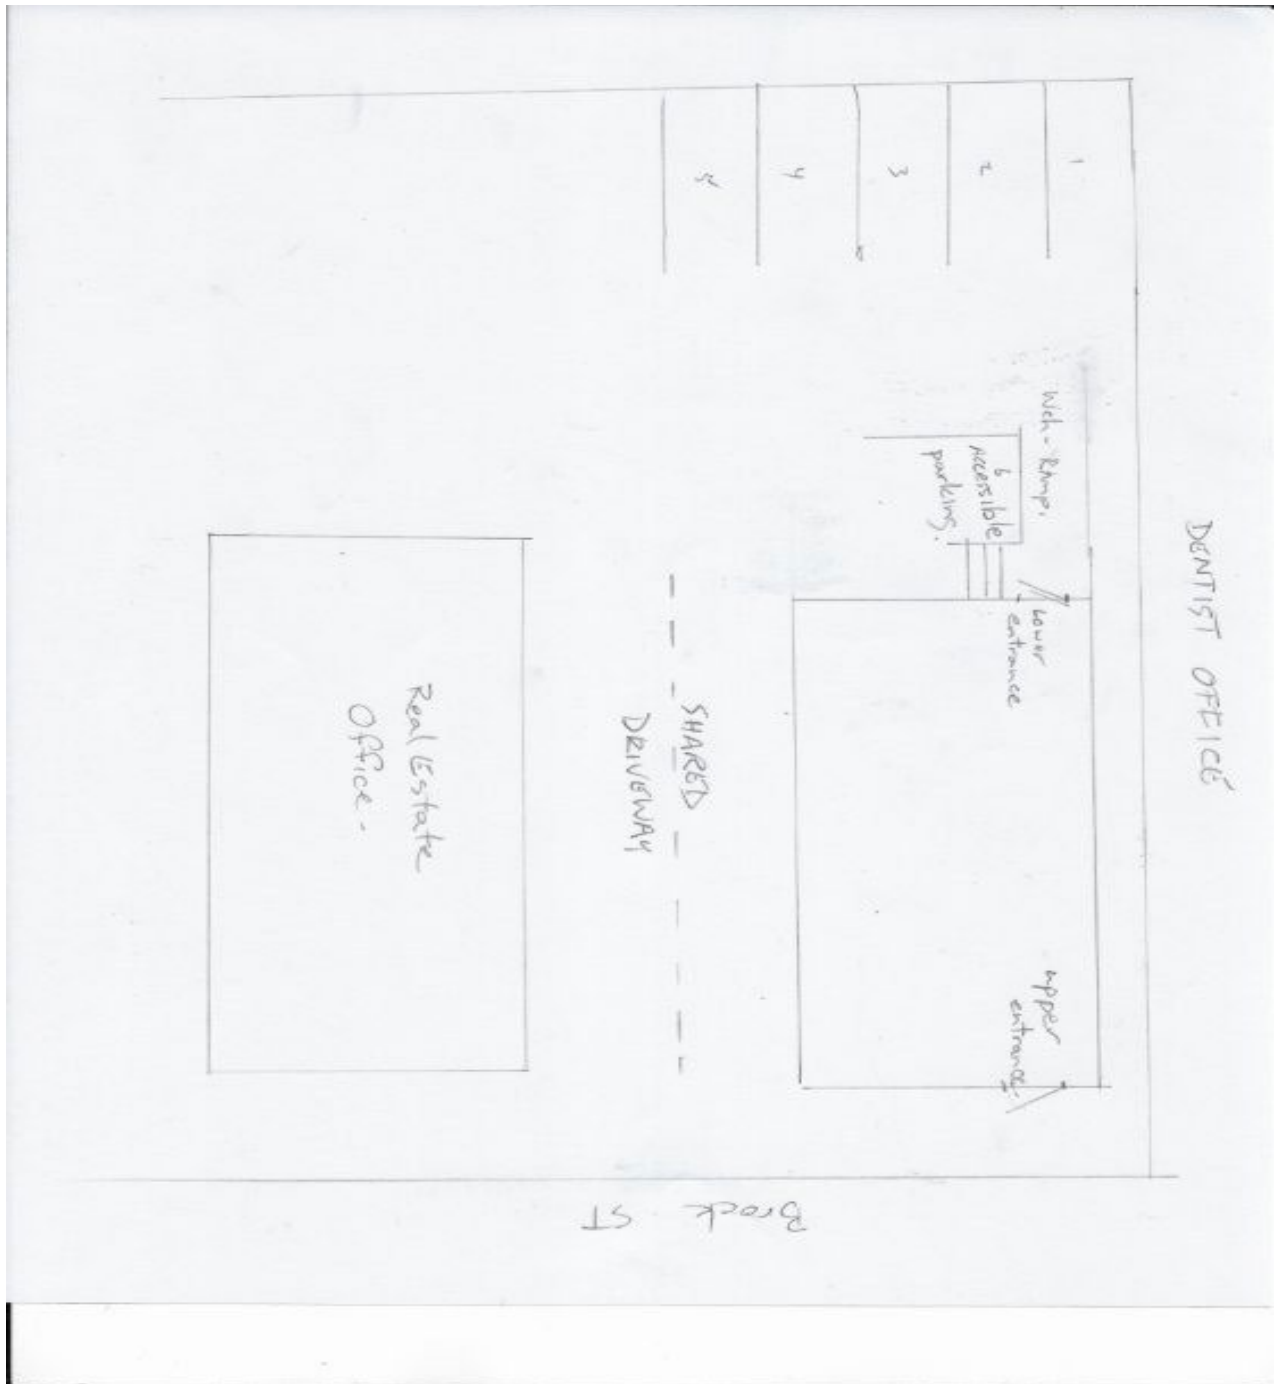 DENTIST OFFICE
1
2
3
4
5
Wch - Ramp.
6
Accessible
parking.
Lower
entrance
upper
entrance.
SHARED
DRIVEWAY
Real Estate
Office.
Brock ST